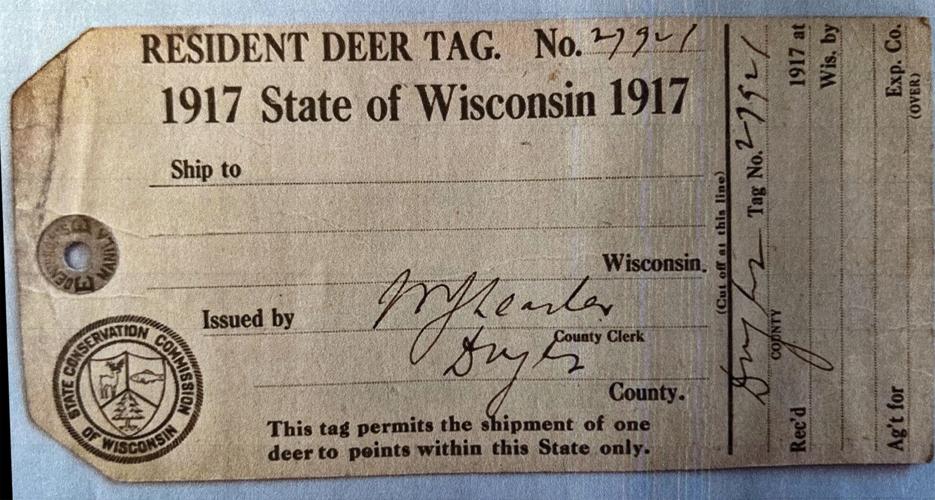 RESIDENT DEER TAG. No. 27921
1917 State of Wisconsin 1917
Ship to
Wisconsin.
Issued by
County Clerk
County.
This tag permits the shipment of one
deer to points within this State only.
STATE CONSERVATION COMMISSION
OF WISCONSIN
(Cut off at this line)
Tag No. 27921
COUNTY
Rec'd 1917 at
Wis. by
Ag't for Exp. Co.
(OVER)